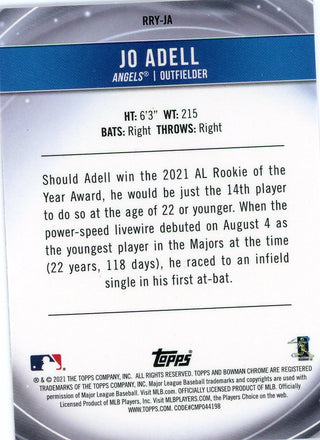 RRY-JA
JO ADELL
ANGELS® | OUTFIELDER
HT: 6'3" WT: 215
BATS: Right THROWS: Right
Should Adell win the 2021 AL Rookie of the
Year Award, he would be just the 14th player
to do so at the age of 22 or younger. When the
power-speed livewire debuted on August 4 as
the youngest player in the Majors at the time
(22 years, 118 days), he raced to an infield
single in his first at-bat.
Topps
® & © 2021 THE TOPPS COMPANY, INC. ALL RIGHTS RESERVED. TOPPS AND BOWMAN CHROME ARE REGISTERED
TRADEMARKS OF THE TOPPS COMPANY, INC. Major League Baseball trademarks and copyrights are used with
permission of Major League Baseball. Visit MLB.com. OFFICIALLY LICENSED PRODUCT OF MLB. Officially
Licensed Product of MLB Players, Inc. Visit MLBPLAYERS.com, the Players Choice on the web.
WWW.TOPPS.COM. CODE#CMP044198